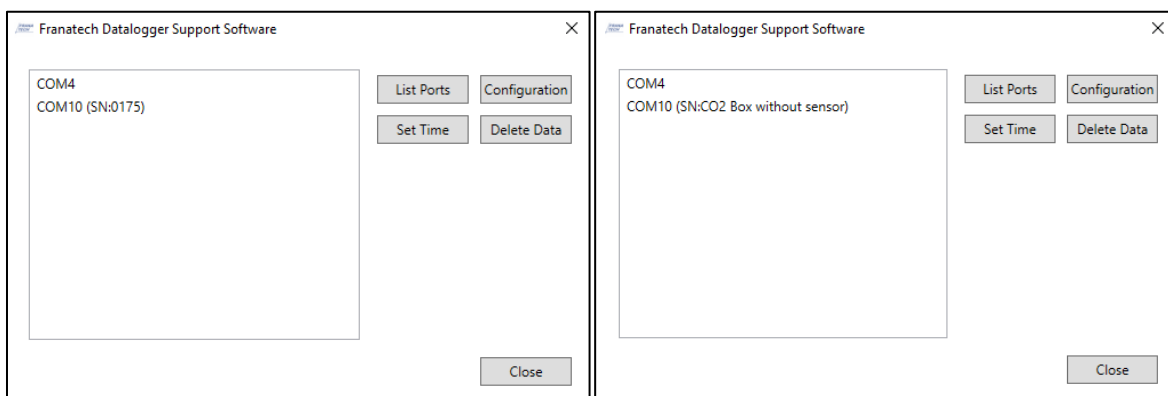 Franatech Datalogger Support Software
COM4
COM10 (SN:0175)
List Ports
Configuration
Set Time
Delete Data
Close
Franatech Datalogger Support Software
COM4
COM10 (SN:CO2 Box without sensor)
List Ports
Configuration
Set Time
Delete Data
Close